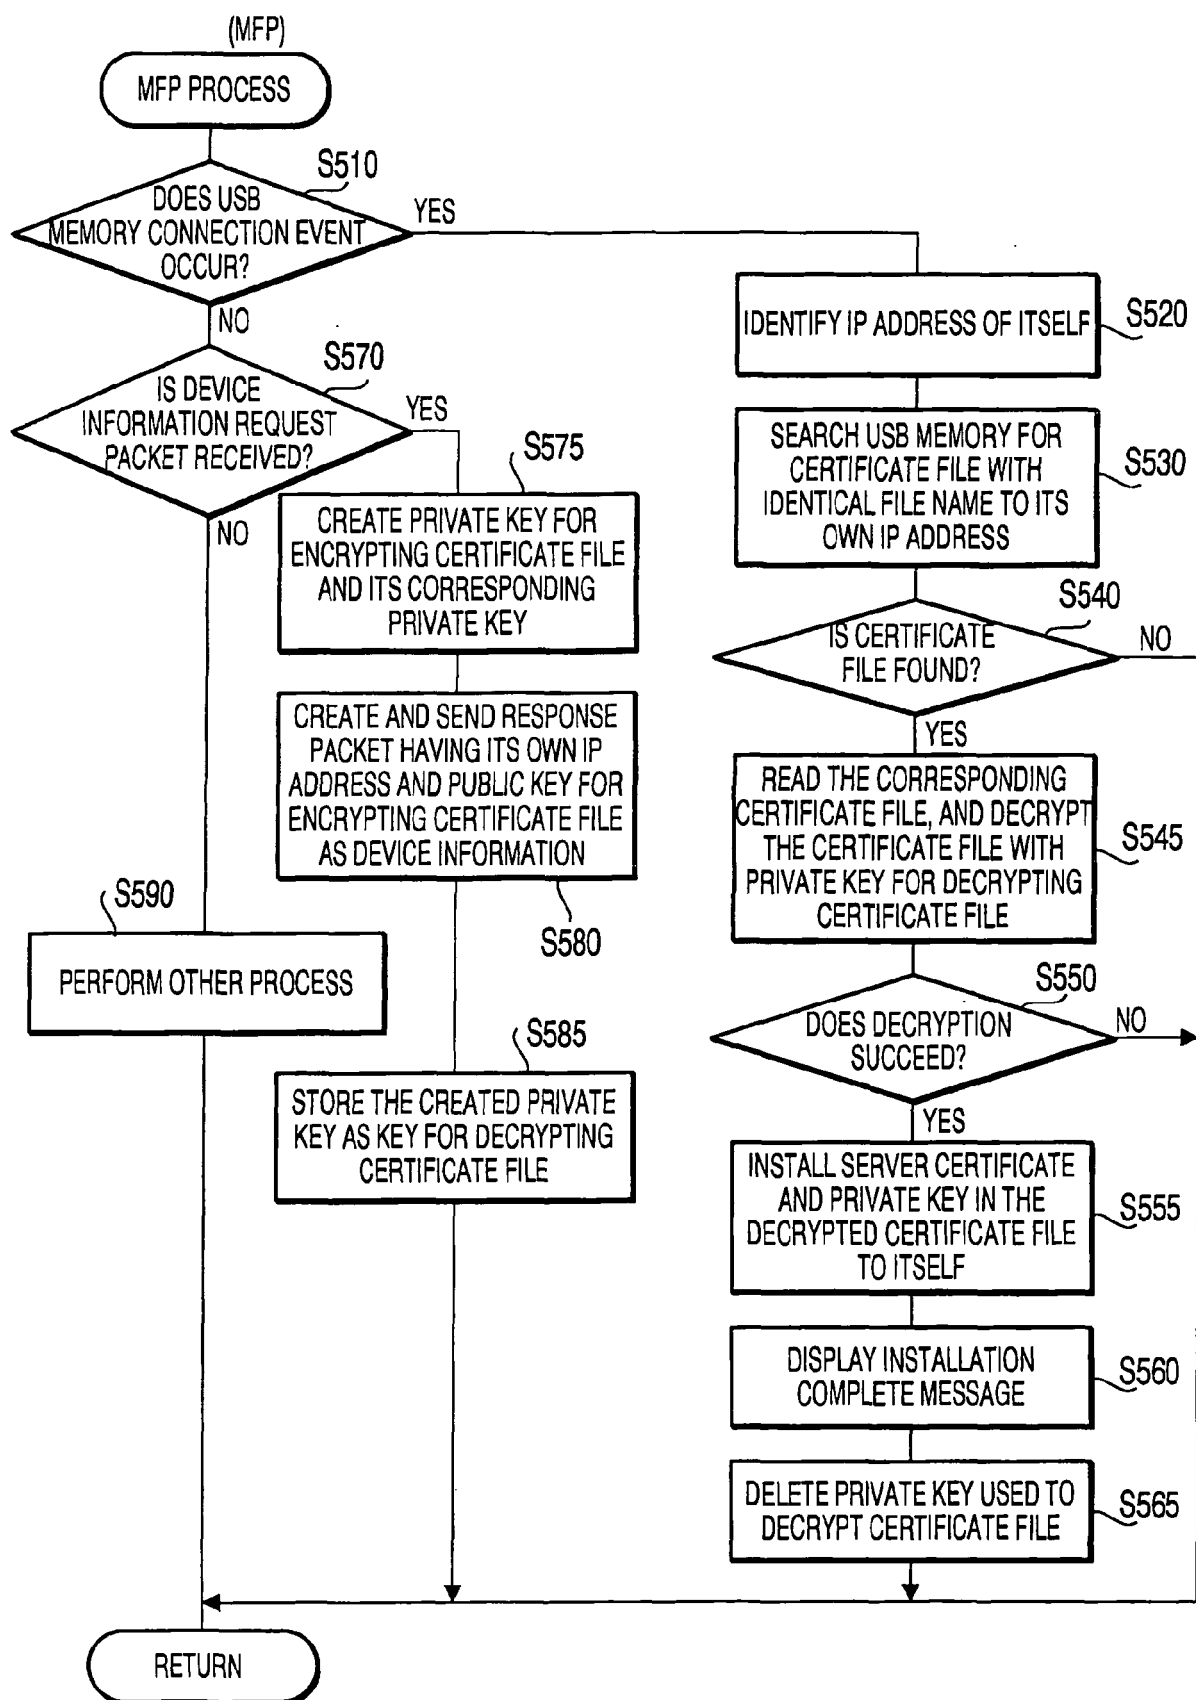 (MFP)
MFP PROCESS
S510
DOES USB
MEMORY CONNECTION EVENT
OCCUR?
YES
NO
S570
IS DEVICE
INFORMATION REQUEST
PACKET RECEIVED?
YES
NO
S575
CREATE PRIVATE KEY FOR
ENCRYPTING CERTIFICATE FILE
AND ITS CORRESPONDING
PRIVATE KEY
CREATE AND SEND RESPONSE
PACKET HAVING ITS OWN IP
ADDRESS AND PUBLIC KEY FOR
ENCRYPTING CERTIFICATE FILE
AS DEVICE INFORMATION
S580
S590
PERFORM OTHER PROCESS
S585
STORE THE CREATED PRIVATE
KEY AS KEY FOR DECRYPTING
CERTIFICATE FILE
IDENTIFY IP ADDRESS OF ITSELF
S520
SEARCH USB MEMORY FOR
CERTIFICATE FILE WITH
IDENTICAL FILE NAME TO ITS
OWN IP ADDRESS
S530
S540
IS CERTIFICATE
FILE FOUND?
NO
YES
READ THE CORRESPONDING
CERTIFICATE FILE, AND DECRYPT
THE CERTIFICATE FILE WITH
PRIVATE KEY FOR DECRYPTING
CERTIFICATE FILE
S545
S550
DOES DECRYPTION
SUCCEED?
NO
YES
INSTALL SERVER CERTIFICATE
AND PRIVATE KEY IN THE
DECRYPTED CERTIFICATE FILE
TO ITSELF
S555
DISPLAY INSTALLATION
COMPLETE MESSAGE
S560
DELETE PRIVATE KEY USED TO
DECRYPT CERTIFICATE FILE
S565
RETURN